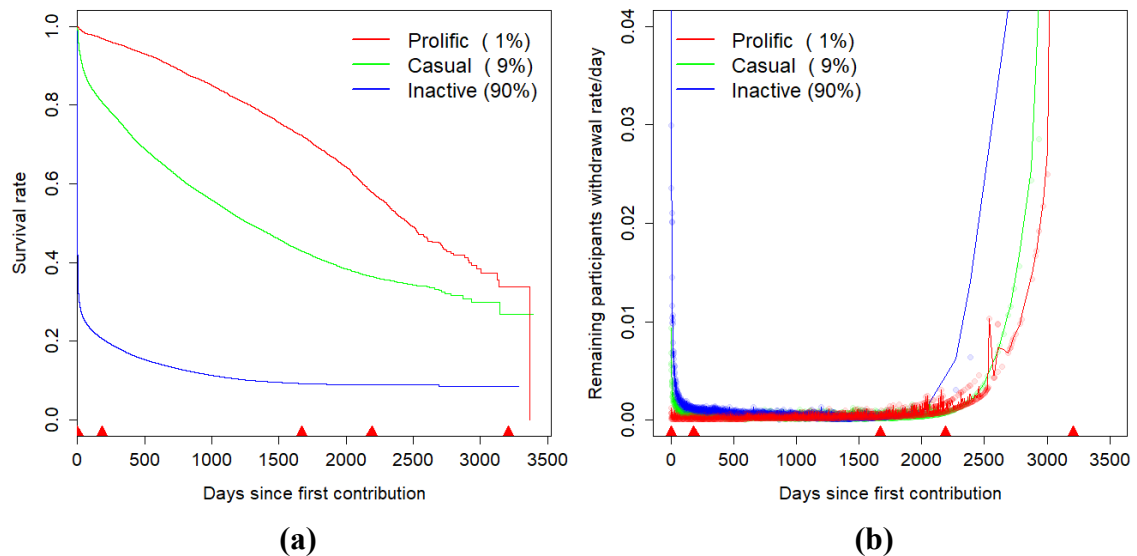 Survival rate
1.0
0.8
0.6
0.4
0.2
0.0
Prolific ( 1%)
Casual ( 9%)
Inactive (90%)
0 500 1000 1500 2000 2500 3000 3500
Days since first contribution
(a)
Remaining participants withdrawal rate/day
0.04
0.03
0.02
0.01
0.00
Prolific ( 1%)
Casual ( 9%)
Inactive (90%)
0 500 1000 1500 2000 2500 3000 3500
Days since first contribution
(b)